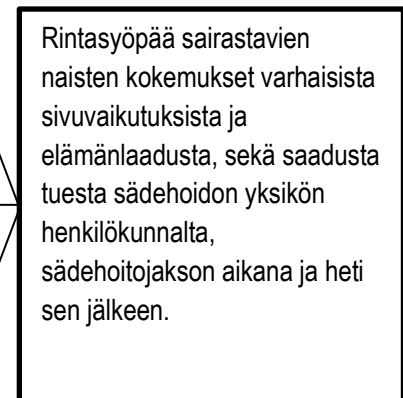 Rintasyöpää sairastavien
naisten kokemukset varhaisista
sivuvaikutuksista ja
elämänlaadusta, sekä saadusta
tuesta sädehoidon yksikön
henkilökunnalta,
sädehoitojakson aikana ja heti
sen jälkeen.